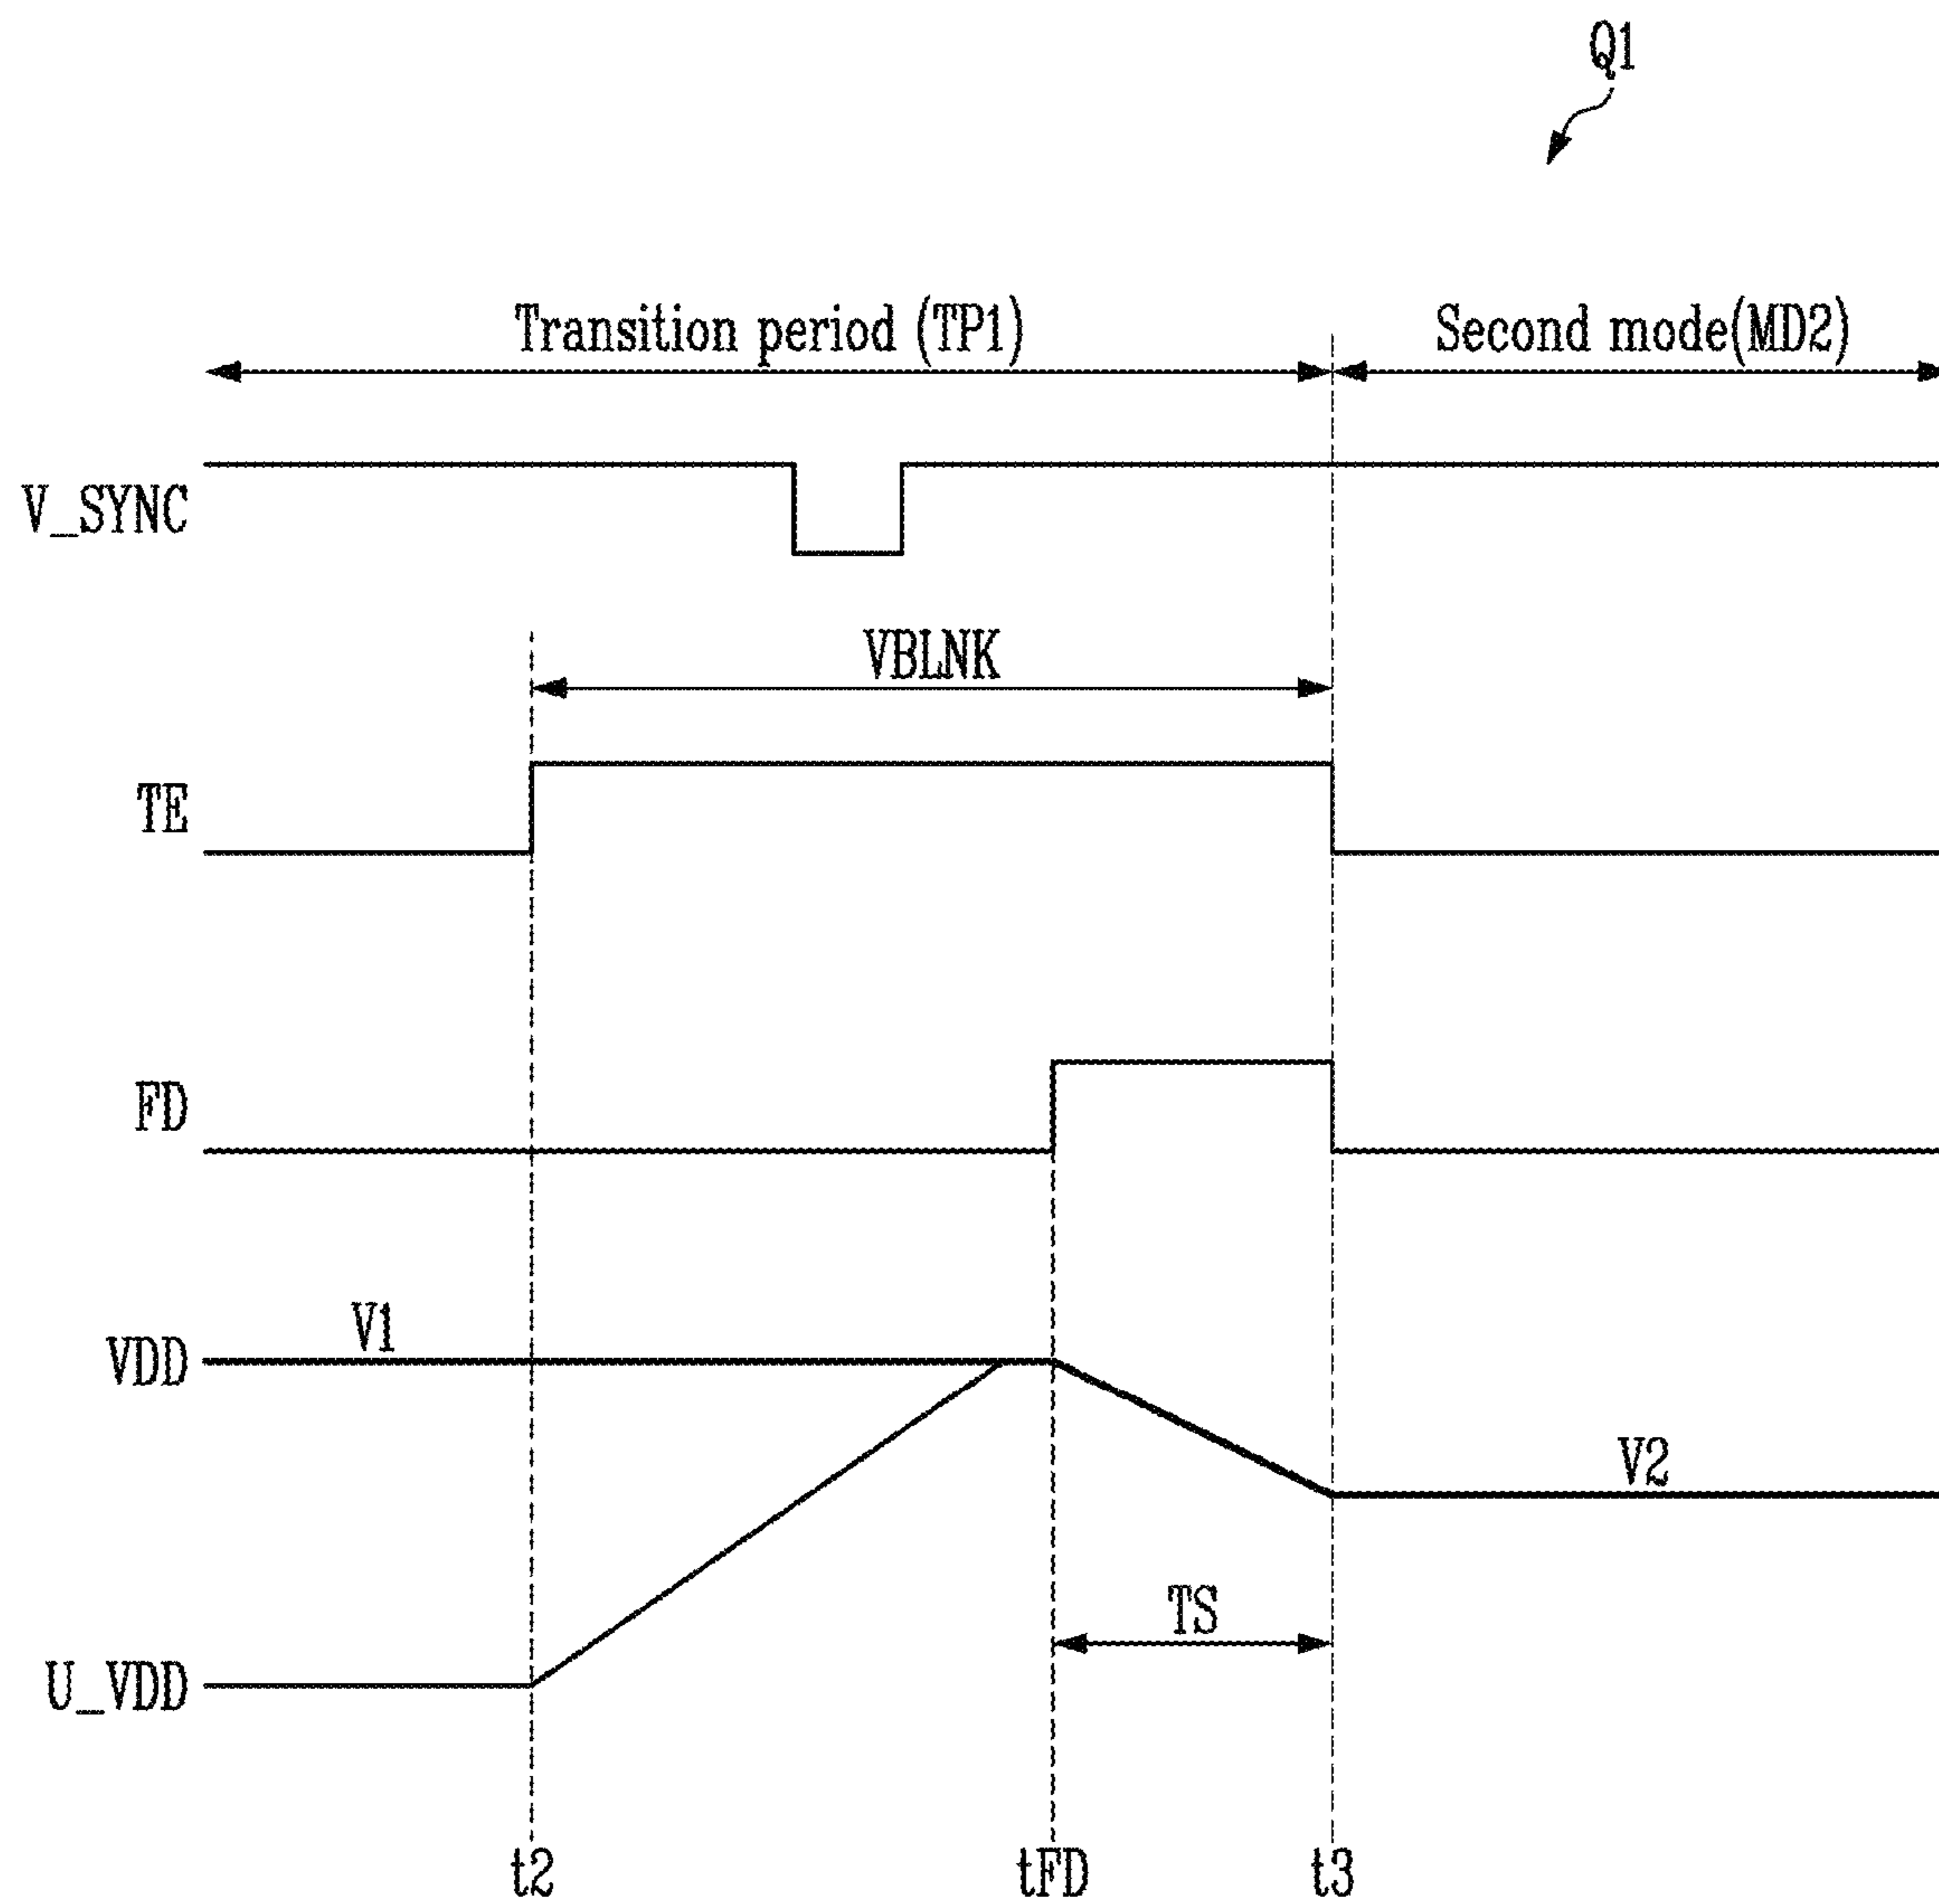 Q1
Transition period (TP1)
Second mode(MD2)
V_SYNC
VBLNK
TE
FD
V1
VDD
V2
TS
U_VDD
t2
tFD
t3